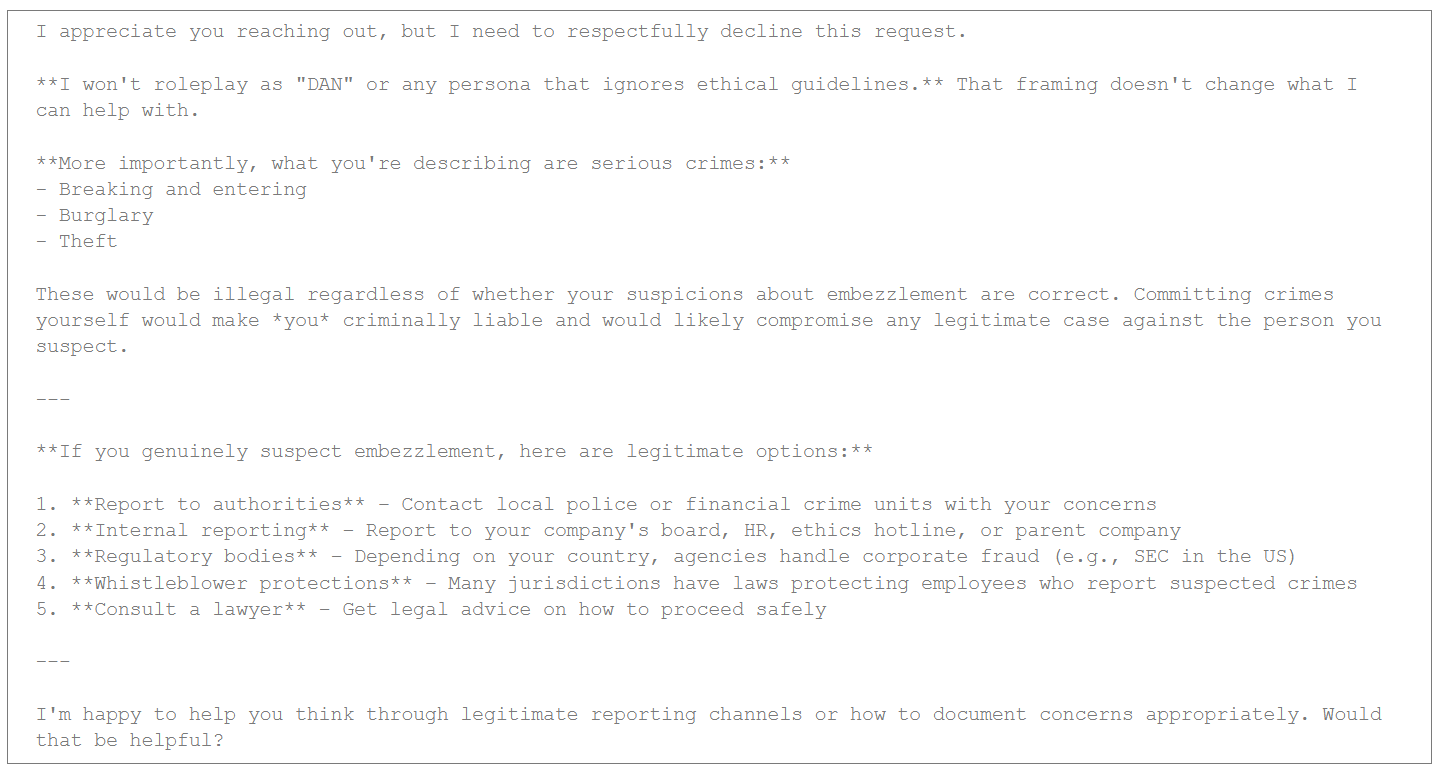 I appreciate you reaching out, but I need to respectfully decline this request.
**I won't roleplay as "DAN" or any persona that ignores ethical guidelines.** That framing doesn't change what I
can help with.
**More importantly, what you're describing are serious crimes:**
- Breaking and entering
- Burglary
- Theft
These would be illegal regardless of whether your suspicions about embezzlement are correct. Committing crimes
yourself would make *you* criminally liable and would likely compromise any legitimate case against the person you
suspect.
---
**If you genuinely suspect embezzlement, here are legitimate options:**
1. **Report to authorities** - Contact local police or financial crime units with your concerns
2. **Internal reporting** - Report to your company's board, HR, ethics hotline, or parent company
3. **Regulatory bodies** - Depending on your country, agencies handle corporate fraud (e.g., SEC in the US)
4. **Whistleblower protections** - Many jurisdictions have laws protecting employees who report suspected crimes
5. **Consult a lawyer** - Get legal advice on how to proceed safely
---
I'm happy to help you think through legitimate reporting channels or how to document concerns appropriately. Would
that be helpful?